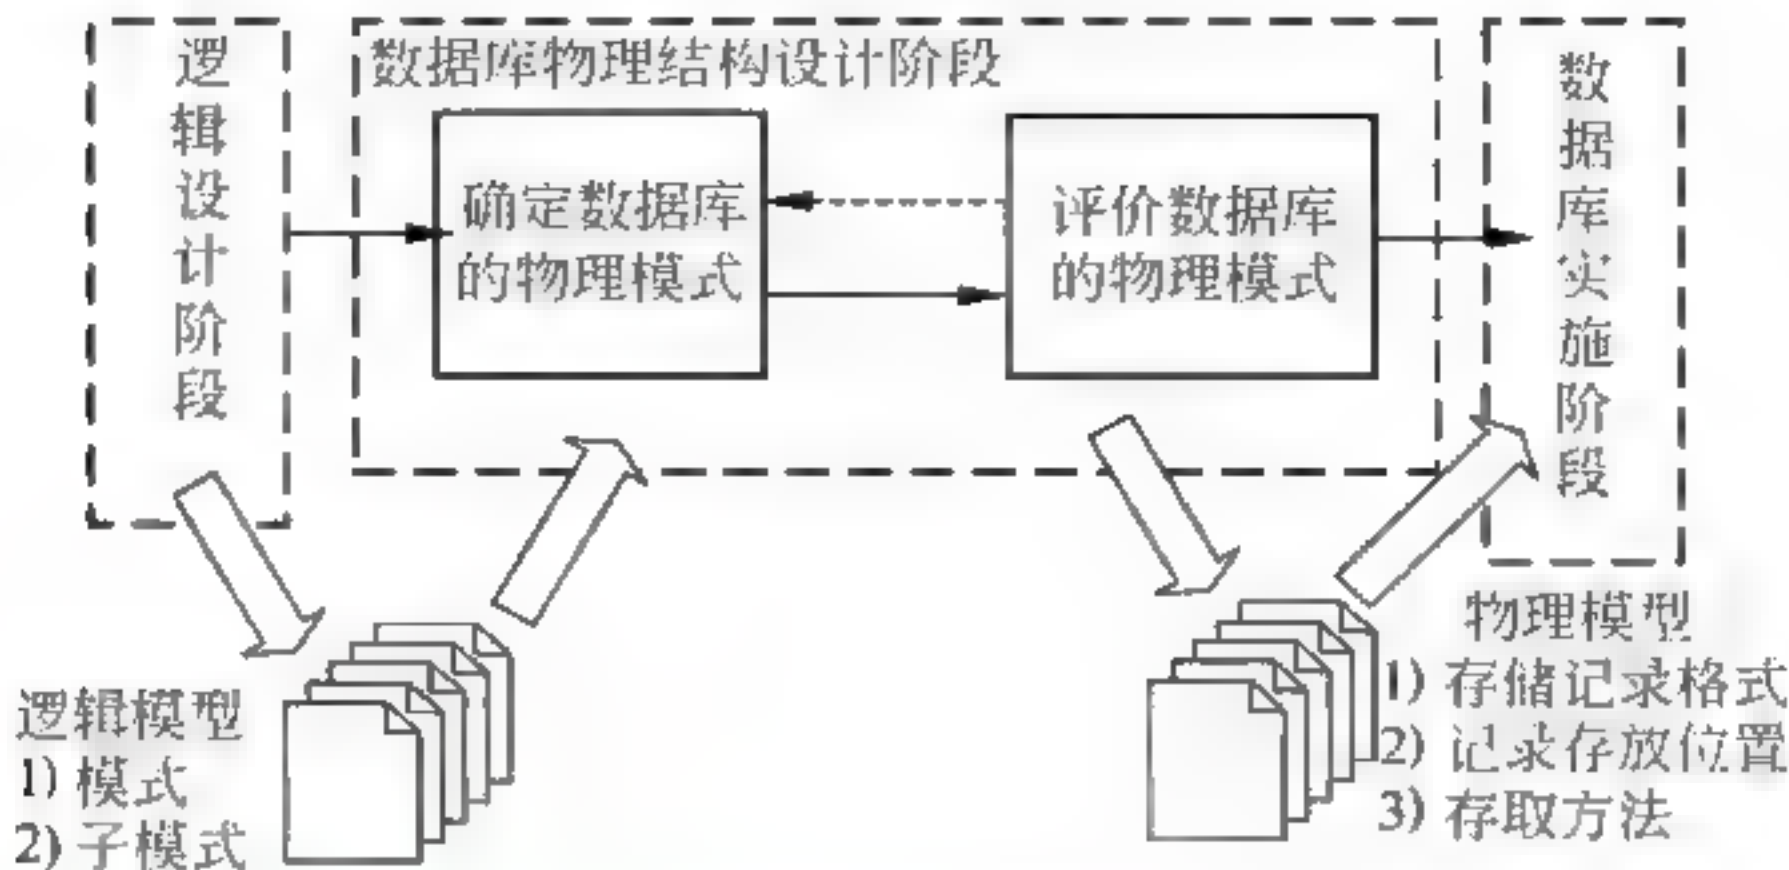 逻辑设计阶段
数据库物理结构设计阶段
确定数据库
的物理模式
评价数据库
的物理模式
数据库实施阶段
逻辑模型
1) 模式
2) 子模式
物理模型
1) 存储记录格式
2) 记录存放位置
3) 存取方法